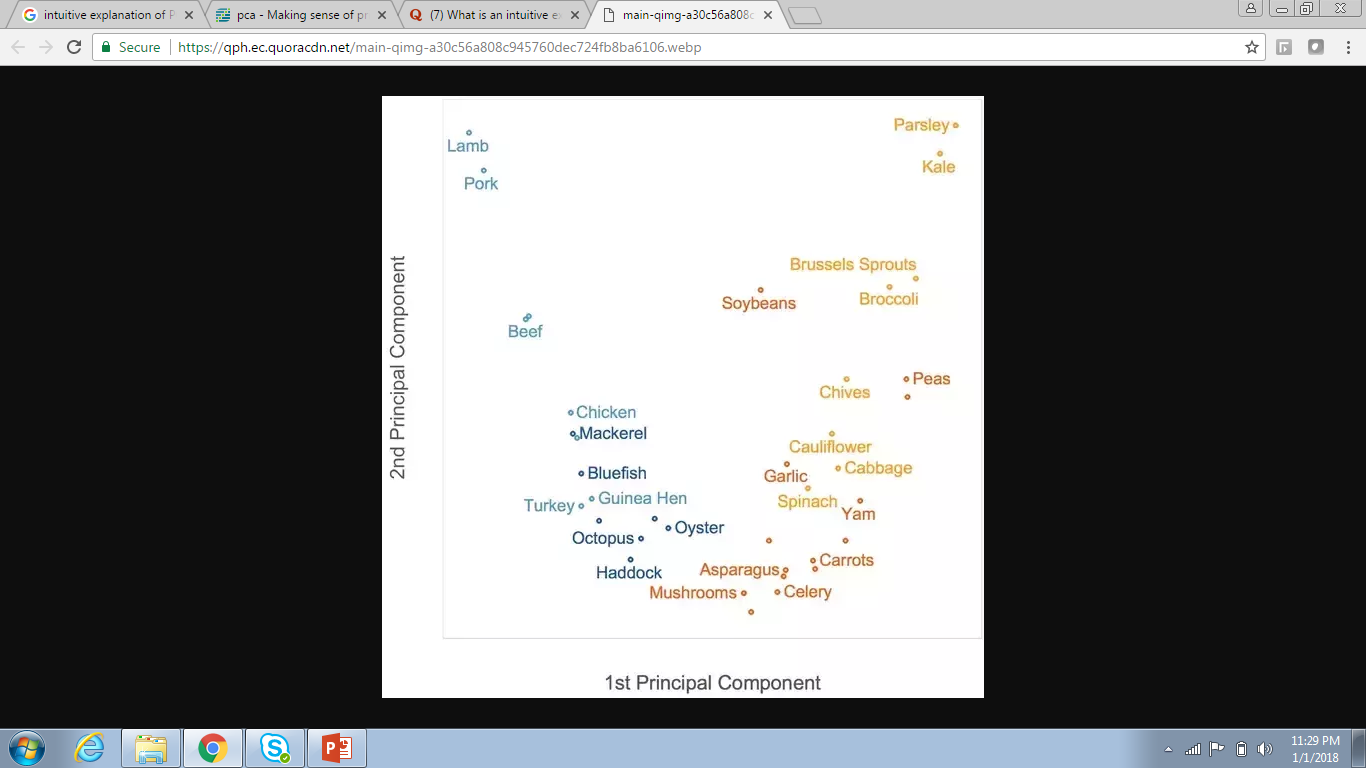 intuitive explanation of P
pca - Making sense of pr
(7) What is an intuitive ex
main-qimg-a30c56a808c
Secure
https://qph.ec.quoracdn.net/main-qimg-a30c56a808c945760dec724fb8ba6106.webp
Parsley
Lamb
Kale
Pork
Brussels Sprouts
Soybeans
Broccoli
Beef
2nd Principal Component
Peas
Chives
Chicken
Mackerel
Cauliflower
Cabbage
Bluefish
Garlic
Guinea Hen
Turkey
Spinach
Yam
Oyster
Octopus
Carrots
Haddock
Asparagus
Mushrooms
Celery
1st Principal Component
11:29 PM
1/1/2018